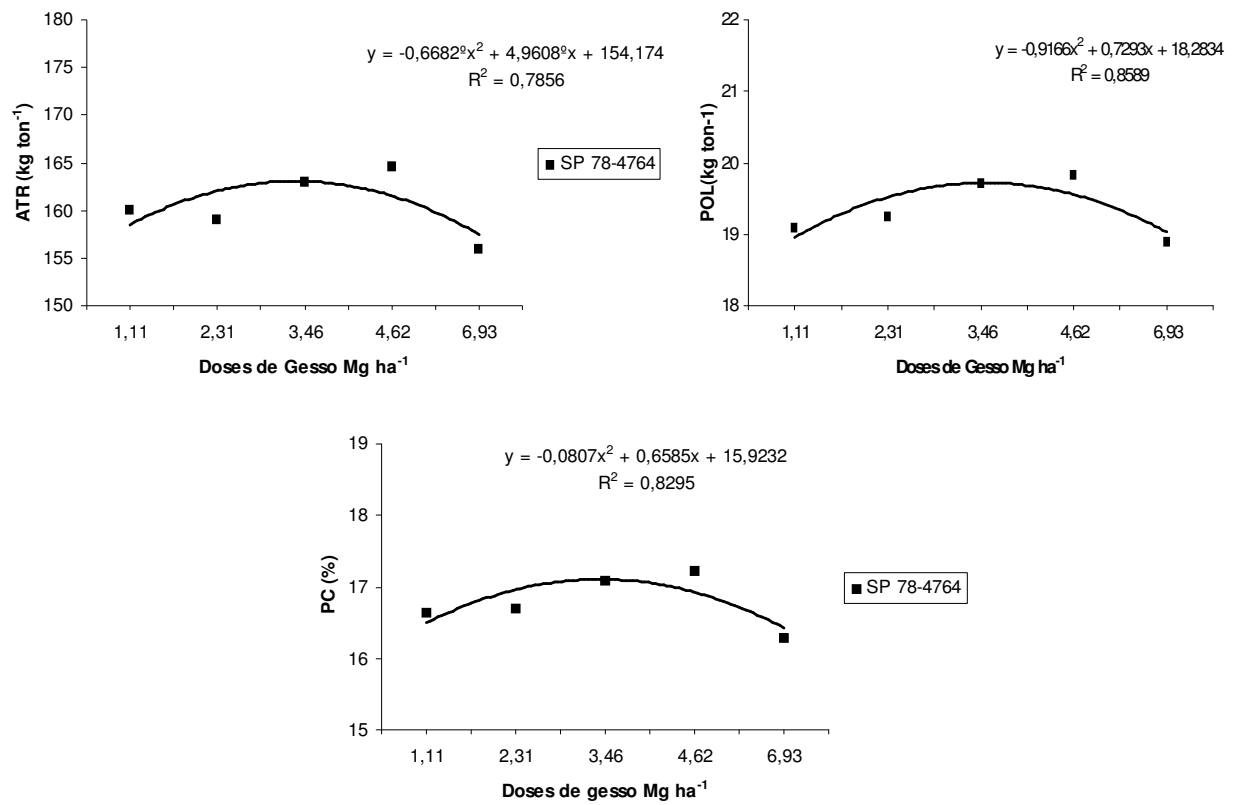 180
175
170
165
160
155
150
ATR (kg ton-1)
y = -0,6682ºx2 + 4,9608ºx + 154,174
R2 = 0,7856
SP 78-4764
1,11 2,31 3,46 4,62 6,93
Doses de Gesso Mg ha-1
22
21
20
19
18
POL(kg ton-1)
y = -0,9166x2 + 0,7293x + 18,2834
R2 = 0,8589
1,11 2,31 3,46 4,62 6,93
Doses de Gesso Mg ha-1
19
18
17
16
15
PC (%)
y = -0,0807x2 + 0,6585x + 15,9232
R2 = 0,8295
SP 78-4764
1,11 2,31 3,46 4,62 6,93
Doses de gesso Mg ha-1